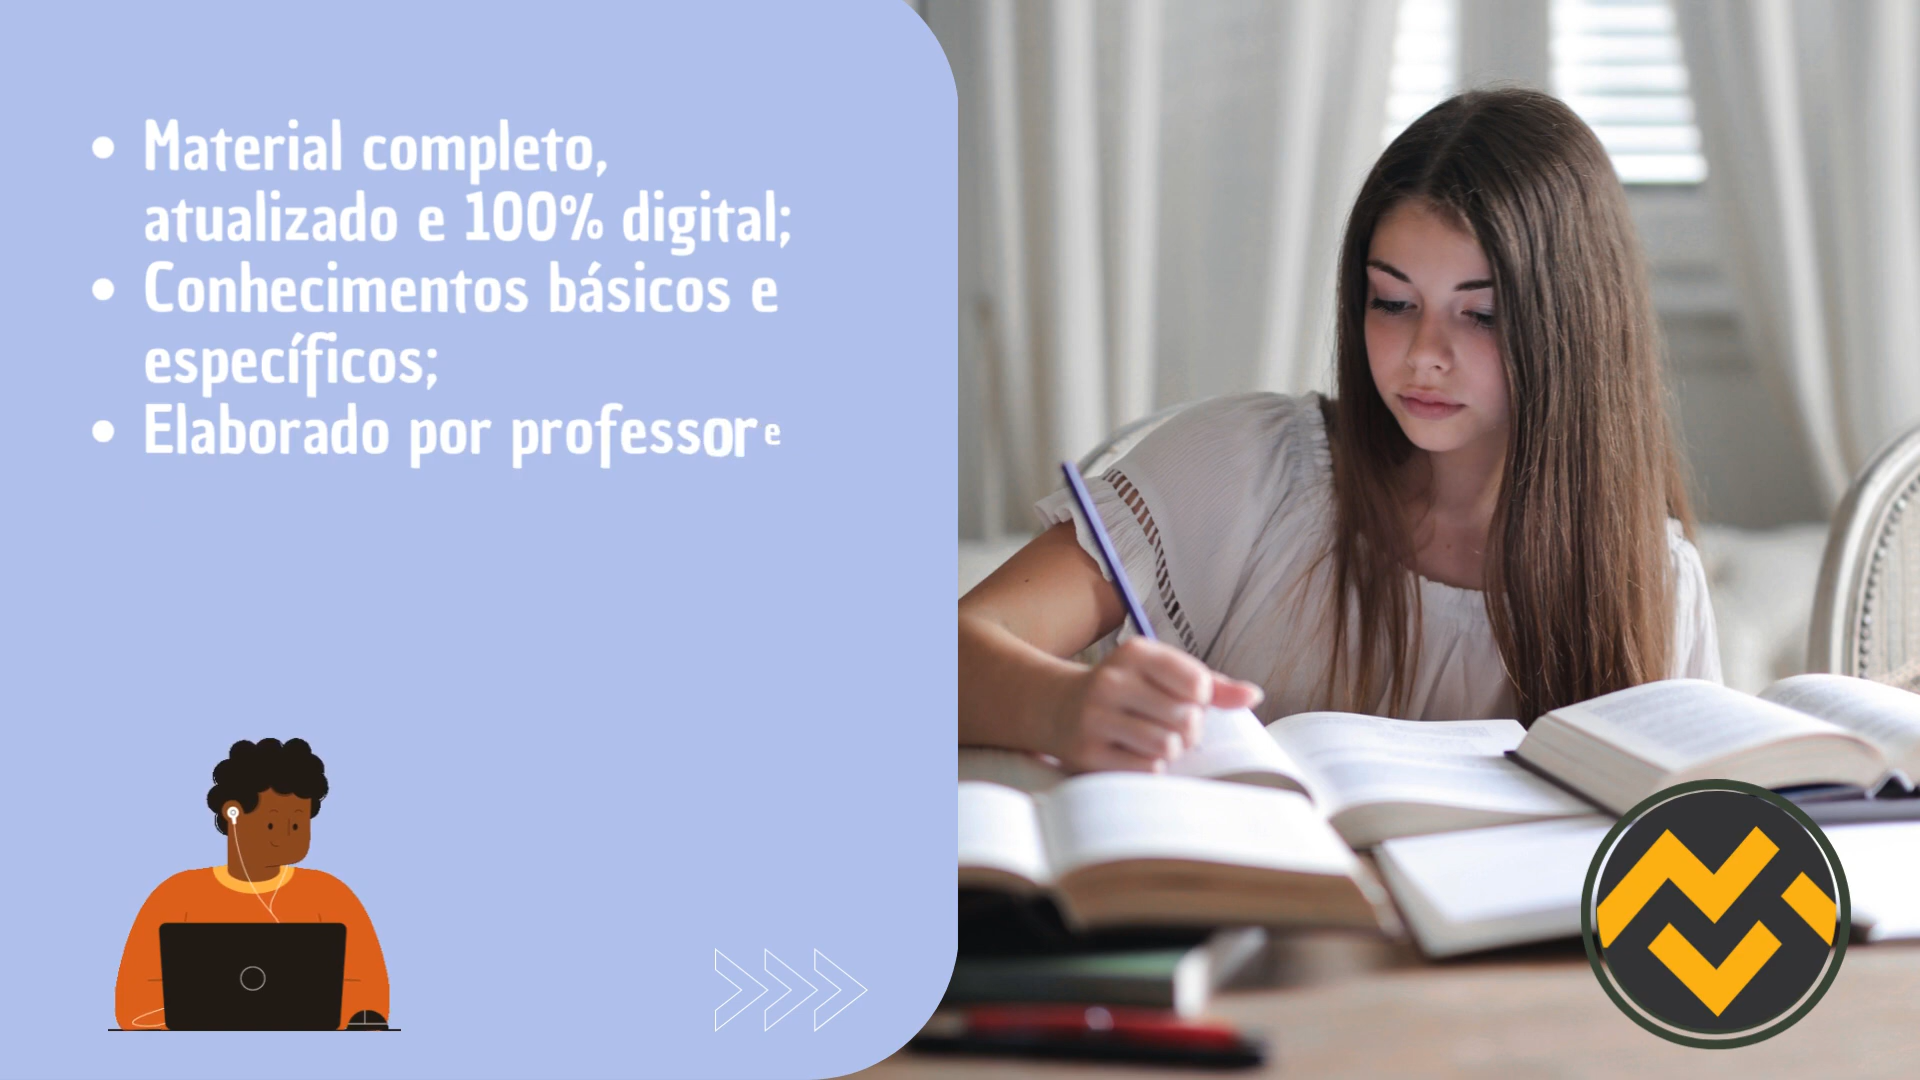 • Material completo,
atualizado e 100% digital;
• Conhecimentos básicos e
específicos;
• Elaborado por professore